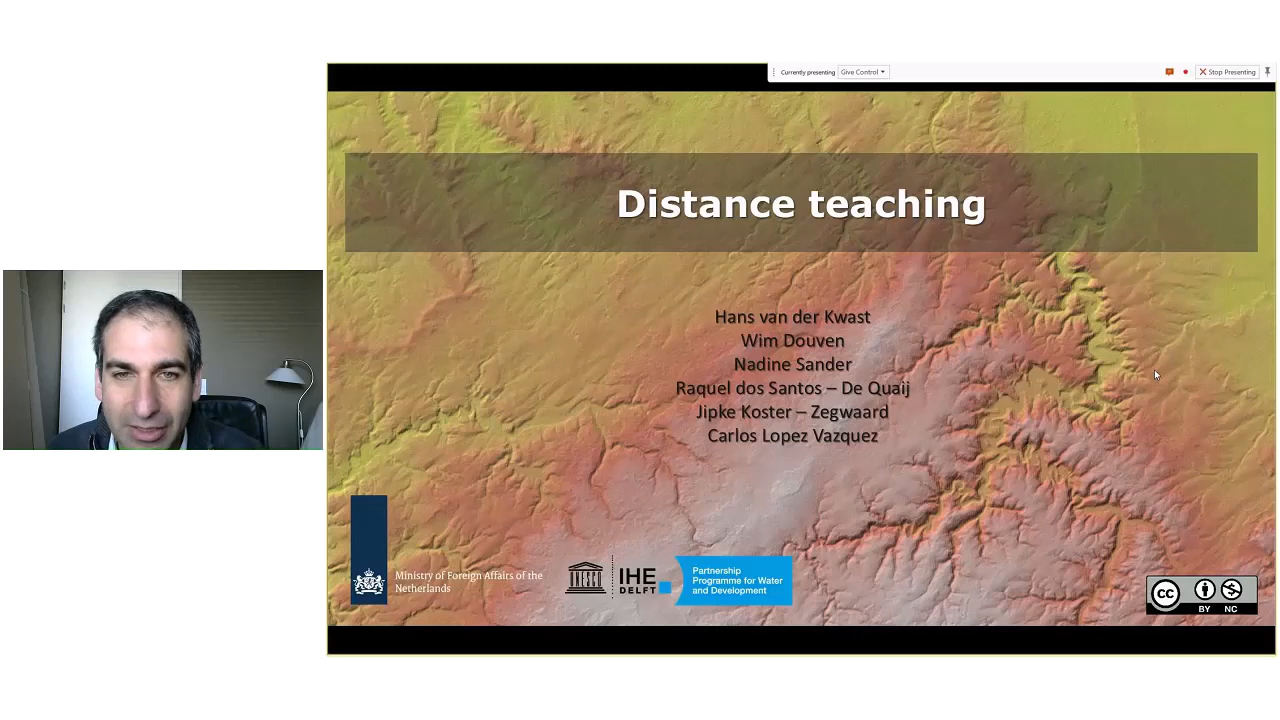 Currently presenting Give Control Stop Presenting
Distance teaching
Hans van der Kwast
Wim Douven
Nadine Sander
Raquel dos Santos – De Quaij
Jipke Koster – Zegwaard
Carlos Lopez Vazquez
Ministry of Foreign Affairs of the
Netherlands
UNESCO
IHE
DELFT
Partnership
Programme for Water
and Development
CC
BY NC